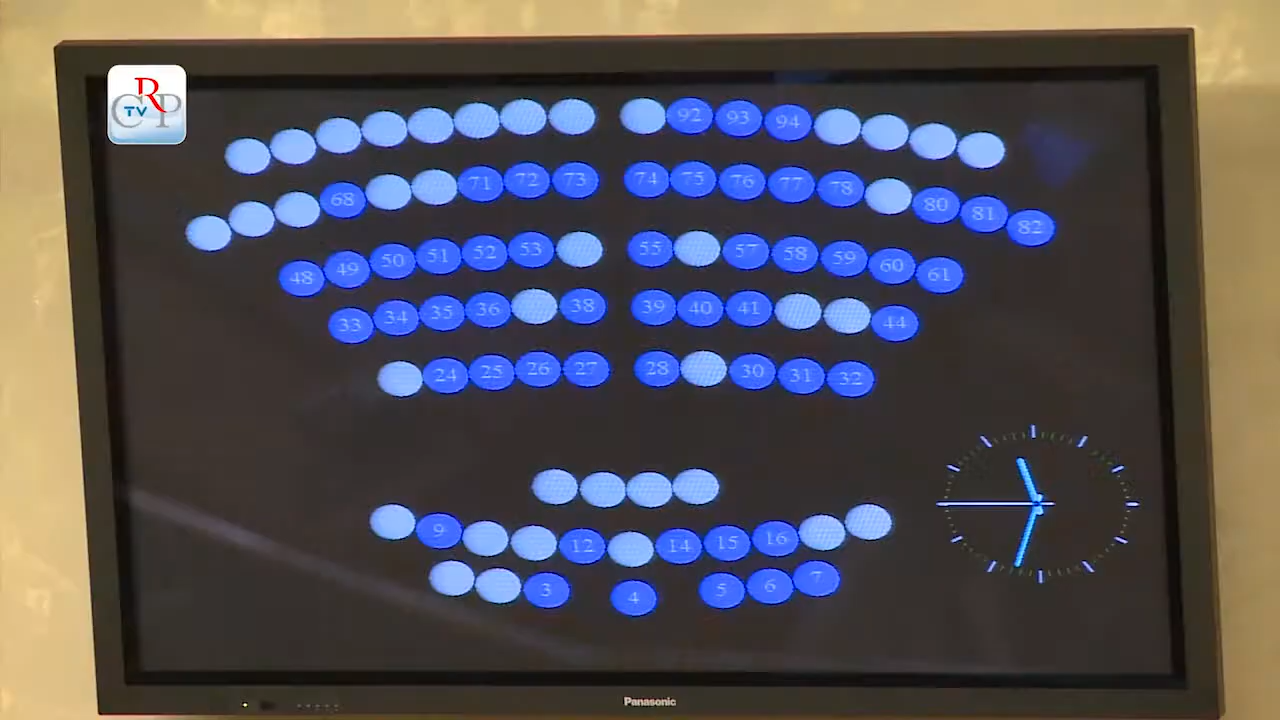 CRP
TV
92 93 94
68 71 72 73 74 75 76 77 78 80 81 82
48 49 50 51 52 53 55 57 58 59 60 61
33 34 35 36 38 39 40 41 44
24 25 26 27 28 30 31 32
9 12 14 15 16
3 4 5 6 7
Panasonic